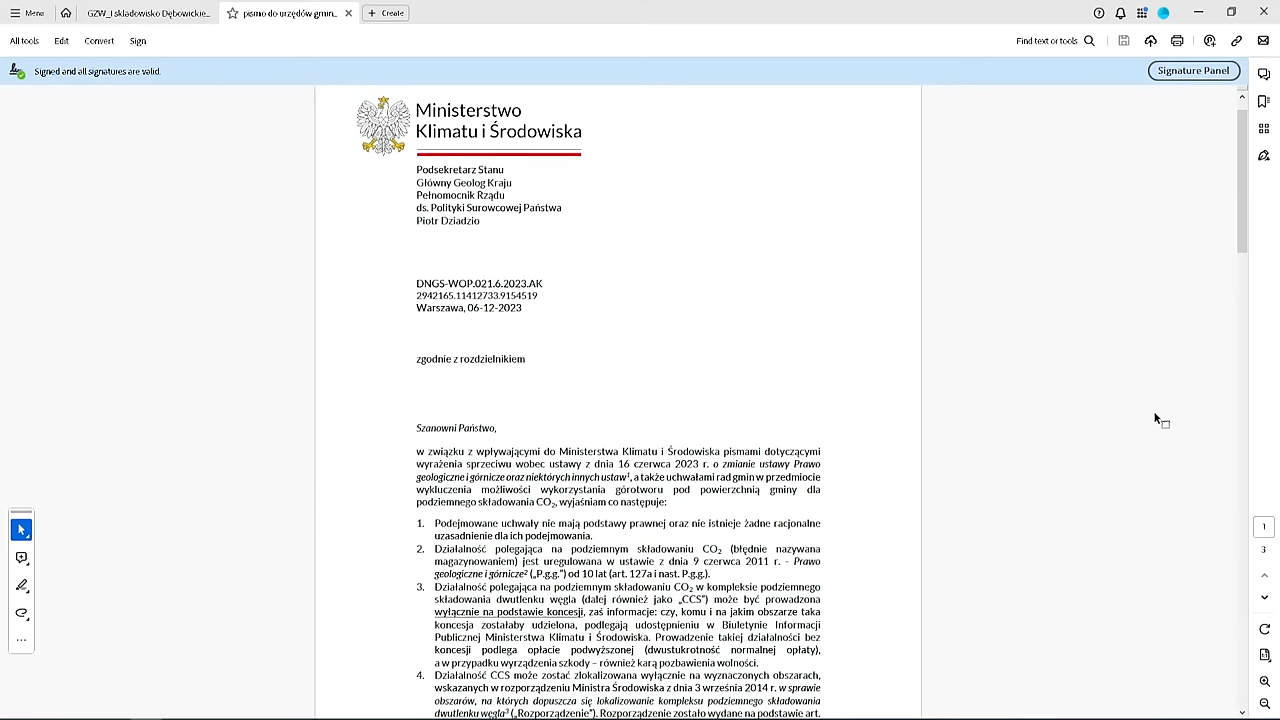 Menu
GZW_I składowisko Dębowickie_
pismo do urzędów gmin_
Create
All tools Edit Convert Sign
Find text or tools
Signed and all signatures are valid.
Signature Panel
Ministerstwo
Klimatu i Środowiska
Podsekretarz Stanu
Główny Geolog Kraju
Pełnomocnik Rządu
ds. Polityki Surowcowej Państwa
Piotr Dziadzio
DNGS-WOP.021.6.2023.AK
2942165.11412733.9154519
Warszawa, 06-12-2023
zgodnie z rozdzielnikiem
Szanowni Państwo,
w związku z wpływającymi do Ministerstwa Klimatu i Środowiska pismami dotyczącymi
wyrażenia sprzeciwu wobec ustawy z dnia 16 czerwca 2023 r. o zmianie ustawy Prawo
geologiczne i górnicze oraz niektórych innych ustaw¹, a także uchwałami rad gmin w przedmiocie
wykluczenia możliwości wykorzystania górotworu pod powierzchnią gminy dla
podziemnego składowania CO₂, wyjaśniam co następuje:
1. Podejmowane uchwały nie mają podstawy prawnej oraz nie istnieje żadne racjonalne
uzasadnienie dla ich podejmowania.
2. Działalność polegająca na podziemnym składowaniu CO₂ (błędnie nazywana
magazynowaniem) jest uregulowana w ustawie z dnia 9 czerwca 2011 r. - Prawo
geologiczne i górnicze² („P.g.g.”) od 10 lat (art. 127a i nast. P.g.g.).
3. Działalność polegająca na podziemnym składowaniu CO₂ w kompleksie podziemnego
składowania dwutlenku węgla (dalej również jako „CCS”) może być prowadzona
wyłącznie na podstawie koncesji, zaś informacje: czy, komu i na jakim obszarze taka
koncesja zostałaby udzielona, podlegają udostępnieniu w Biuletynie Informacji
Publicznej Ministerstwa Klimatu i Środowiska. Prowadzenie takiej działalności bez
koncesji podlega opłacie podwyższonej (dwustukrotność normalnej opłaty),
a w przypadku wyrządzenia szkody – również karą pozbawienia wolności.
4. Działalność CCS może zostać zlokalizowana wyłącznie na wyznaczonych obszarach,
wskazanych w rozporządzeniu Ministra Środowiska z dnia 3 września 2014 r. w sprawie
obszarów, na których dopuszcza się lokalizowanie kompleksu podziemnego składowania
dwutlenku węgla³ („Rozporządzenie”). Rozporządzenie zostało wydane na podstawie art.
1
3